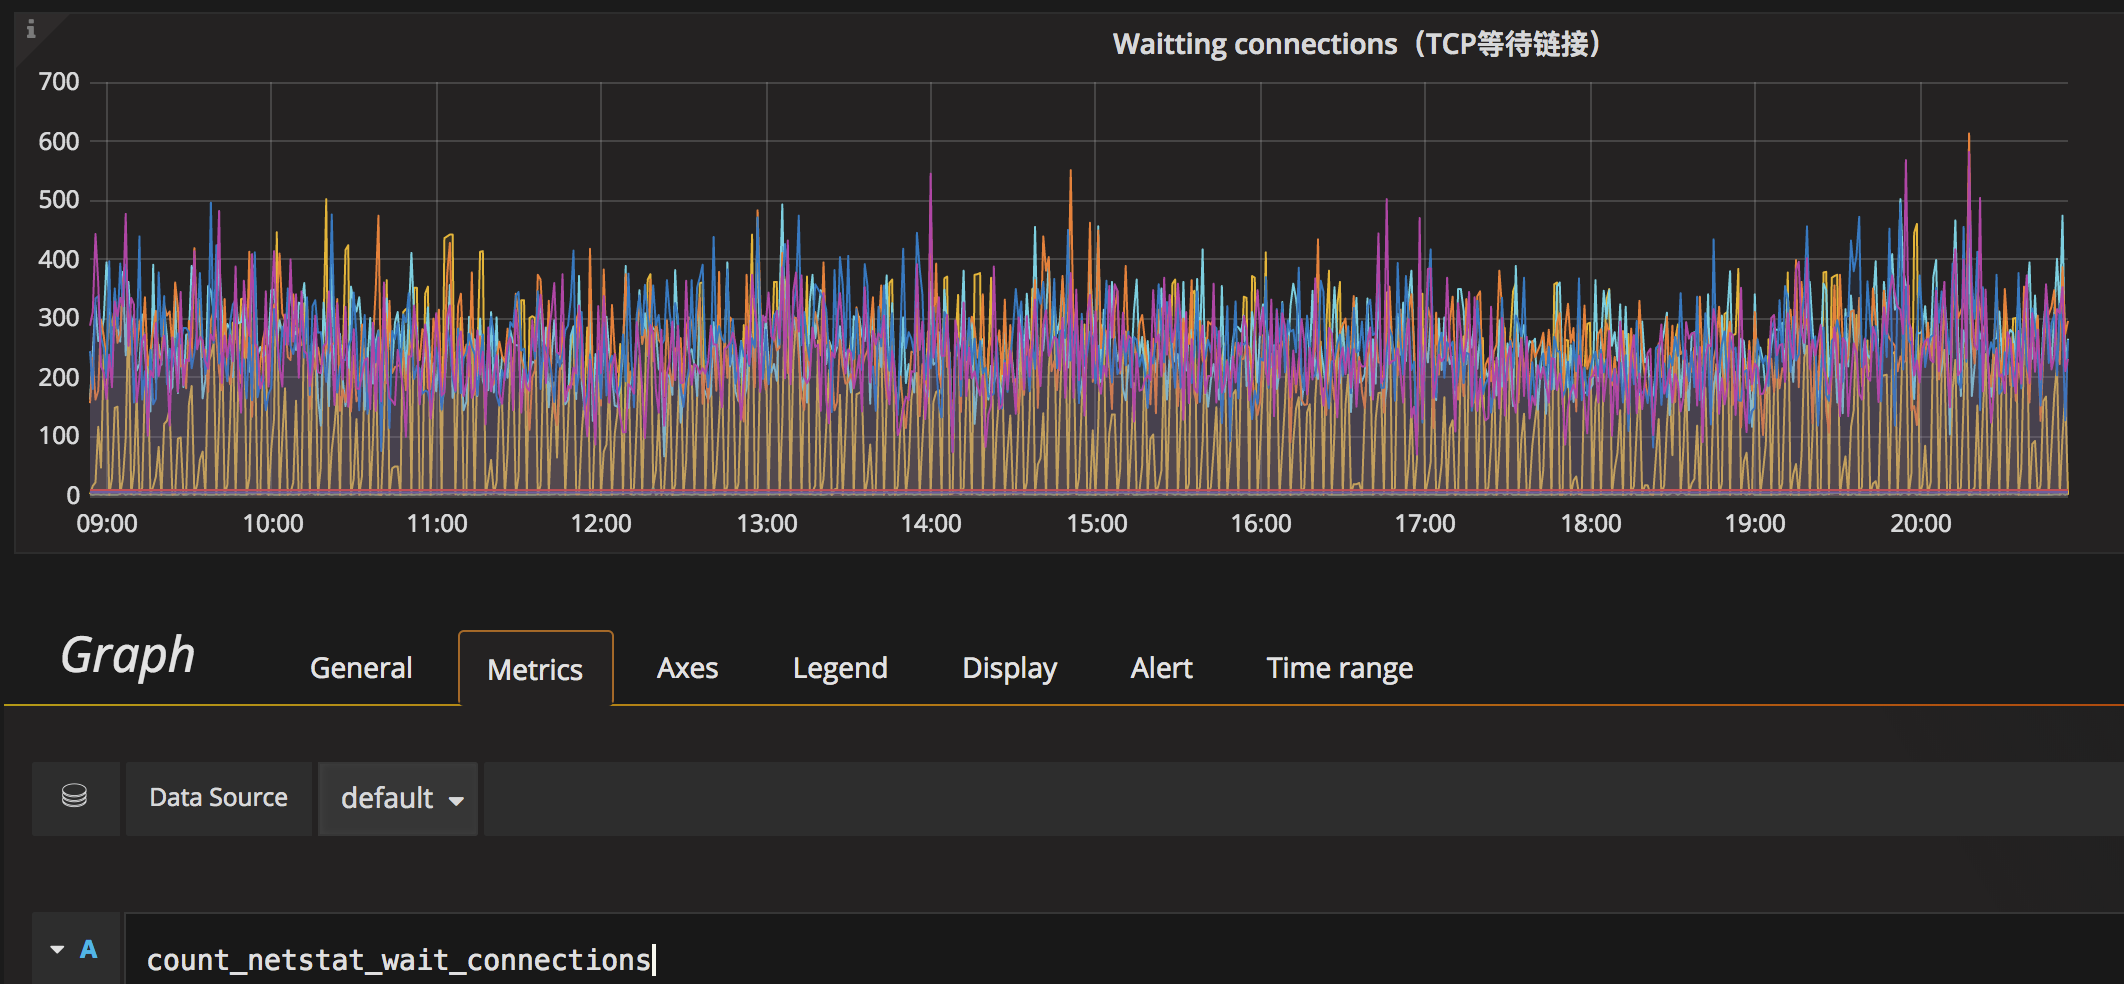 Waitting connections（TCP等待链接）
700
600
500
400
300
200
100
0
09:00 10:00 11:00 12:00 13:00 14:00 15:00 16:00 17:00 18:00 19:00 20:00
Graph General Metrics Axes Legend Display Alert Time range
Data Source default
A count_netstat_wait_connections